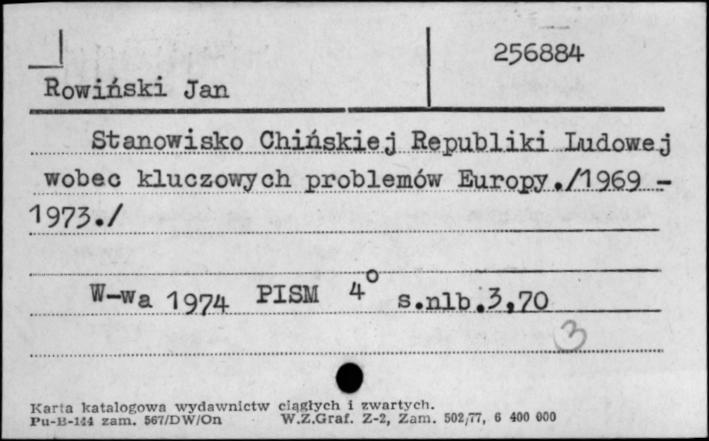 256884
Rowiński Jan
Stanowisko Chińskiej Republiki Ludowej
wobec kluczowych problemów Europy./1969 -
1973./
W-wa 1974 PISM 4° s.nlb.3,70
3
Karta katalogowa wydawnictw ciągłych i zwartych.
Pu-B-144 zam. 567/DW/On W.Z.Graf. Z-2, Zam. 502/77, 6 400 000